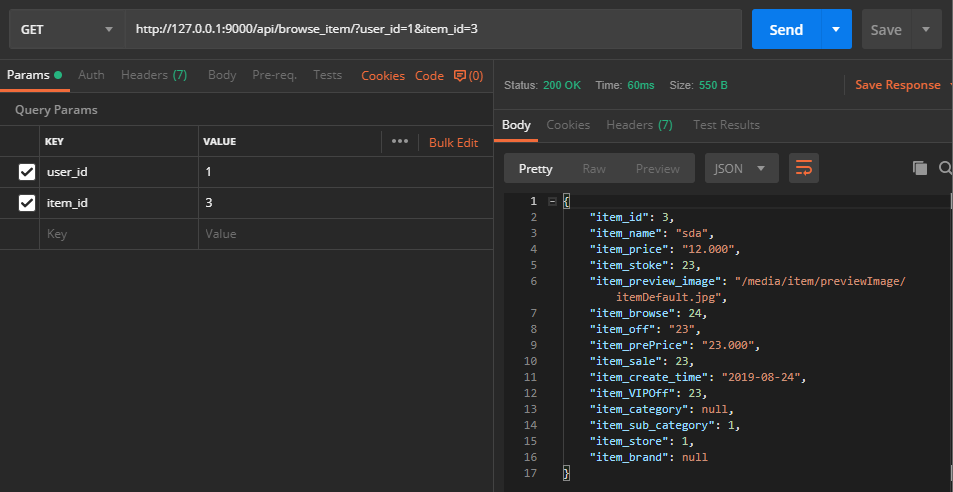 GET http://127.0.0.1:9000/api/browse_item/?user_id=1&item_id=3 Send Save
Params Auth Headers (7) Body Pre-req. Tests Cookies Code (0)
Query Params
KEY VALUE ••• Bulk Edit
user_id 1
item_id 3
Key Value
Status: 200 OK Time: 60ms Size: 550 B Save Response
Body Cookies Headers (7) Test Results
Pretty Raw Preview JSON
1 {
2 "item_id": 3,
3 "item_name": "sda",
4 "item_price": "12.000",
5 "item_stoke": 23,
6 "item_preview_image": "/media/item/previewImage/
itemDefault.jpg",
7 "item_browse": 24,
8 "item_off": "23",
9 "item_prePrice": "23.000",
10 "item_sale": 23,
11 "item_create_time": "2019-08-24",
12 "item_VIPOff": 23,
13 "item_category": null,
14 "item_sub_category": 1,
15 "item_store": 1,
16 "item_brand": null
17 }